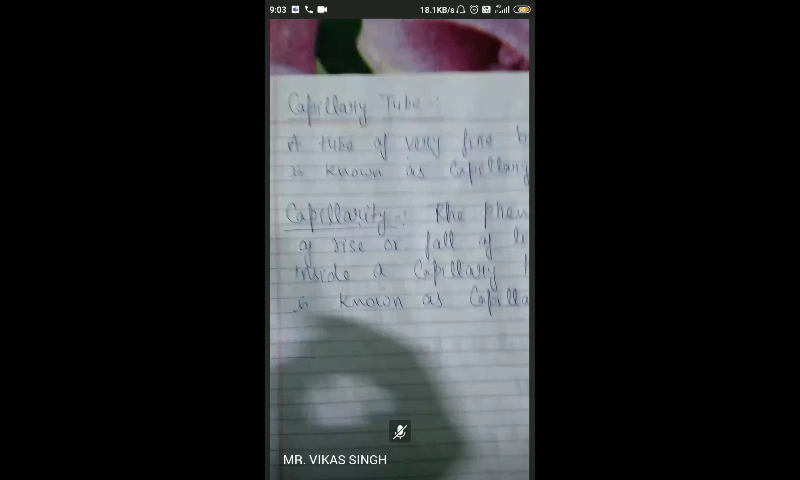 9:03
18.1KB/s
Capillary Tube :
A tube of very fine b
is known as Capillary
Capillarity :- The phen
of rise or fall of li
inside a Capillary
is known as Capilla
MR. VIKAS SINGH